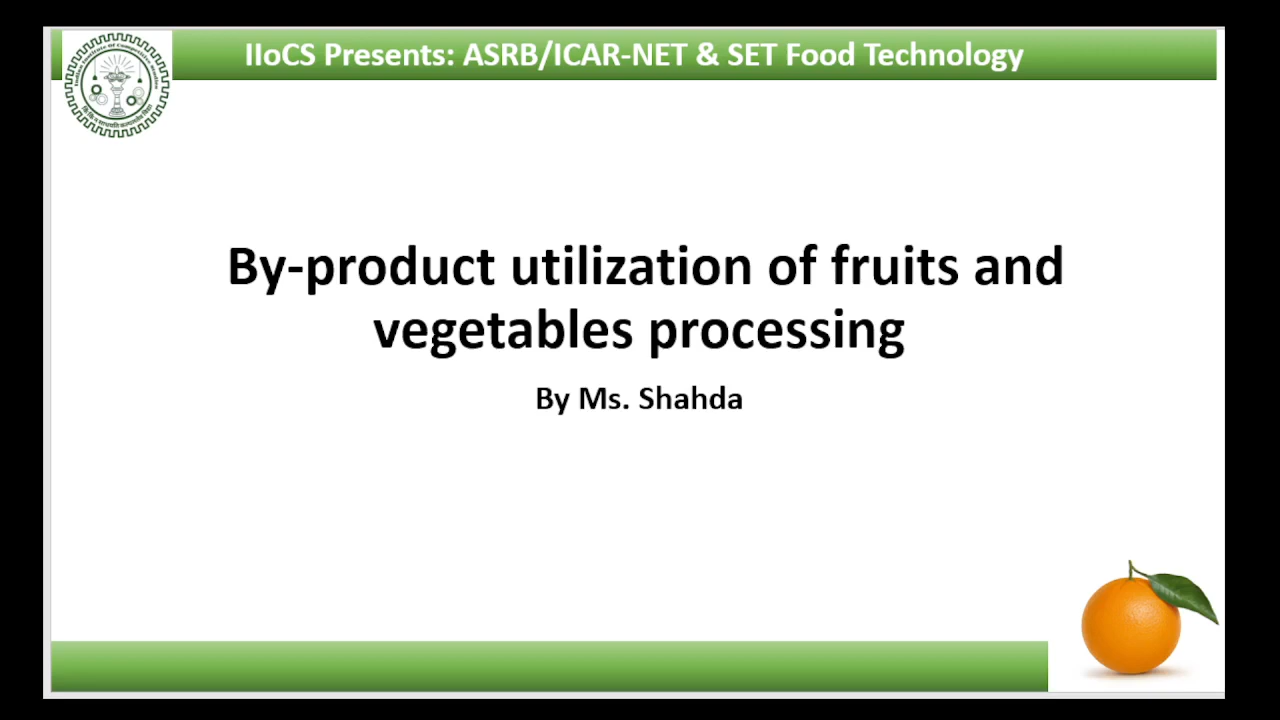 IIoCS Presents: ASRB/ICAR-NET & SET Food Technology
By-product utilization of fruits and
vegetables processing
By Ms. Shahda